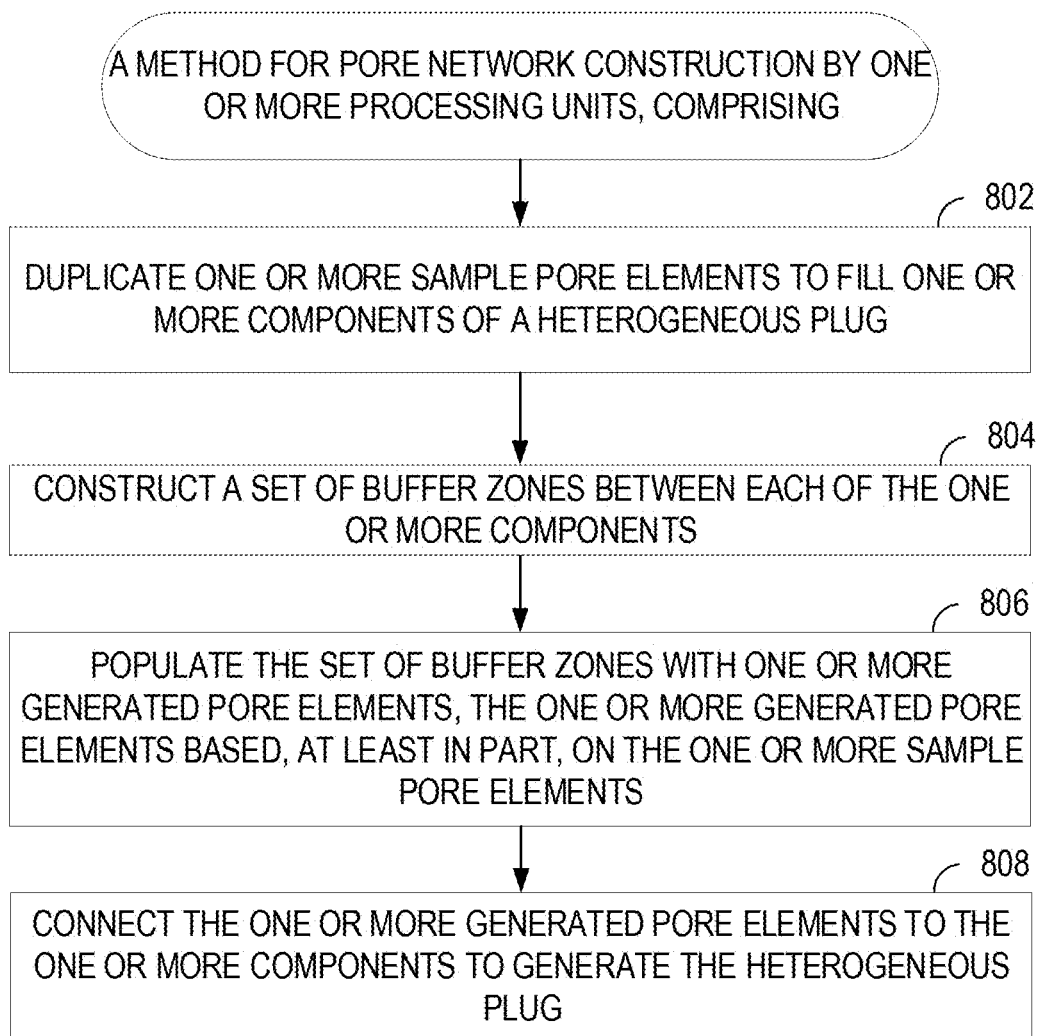 A METHOD FOR PORE NETWORK CONSTRUCTION BY ONE
OR MORE PROCESSING UNITS, COMPRISING
802
DUPLICATE ONE OR MORE SAMPLE PORE ELEMENTS TO FILL ONE OR
MORE COMPONENTS OF A HETEROGENEOUS PLUG
804
CONSTRUCT A SET OF BUFFER ZONES BETWEEN EACH OF THE ONE
OR MORE COMPONENTS
806
POPULATE THE SET OF BUFFER ZONES WITH ONE OR MORE
GENERATED PORE ELEMENTS, THE ONE OR MORE GENERATED PORE
ELEMENTS BASED, AT LEAST IN PART, ON THE ONE OR MORE SAMPLE
PORE ELEMENTS
808
CONNECT THE ONE OR MORE GENERATED PORE ELEMENTS TO THE
ONE OR MORE COMPONENTS TO GENERATE THE HETEROGENEOUS
PLUG